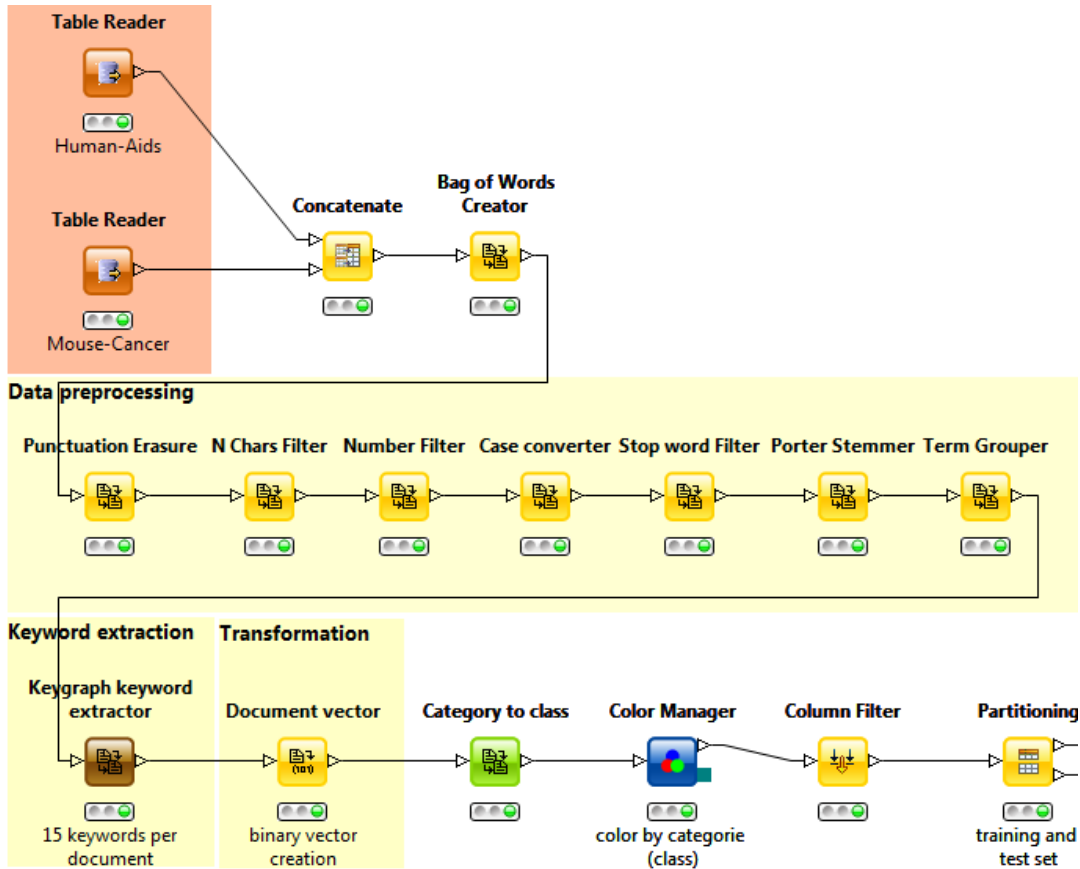 Table Reader
Human-Aids
Table Reader
Mouse-Cancer
Concatenate
Bag of Words
Creator
Data preprocessing
Punctuation Erasure
N Chars Filter
Number Filter
Case converter
Stop word Filter
Porter Stemmer
Term Grouper
Keyword extraction
Transformation
Keygraph keyword
extractor
15 keywords per
document
Document vector
(101)
binary vector
creation
Category to class
Color Manager
color by categorie
(class)
Column Filter
Partitioning
training and
test set